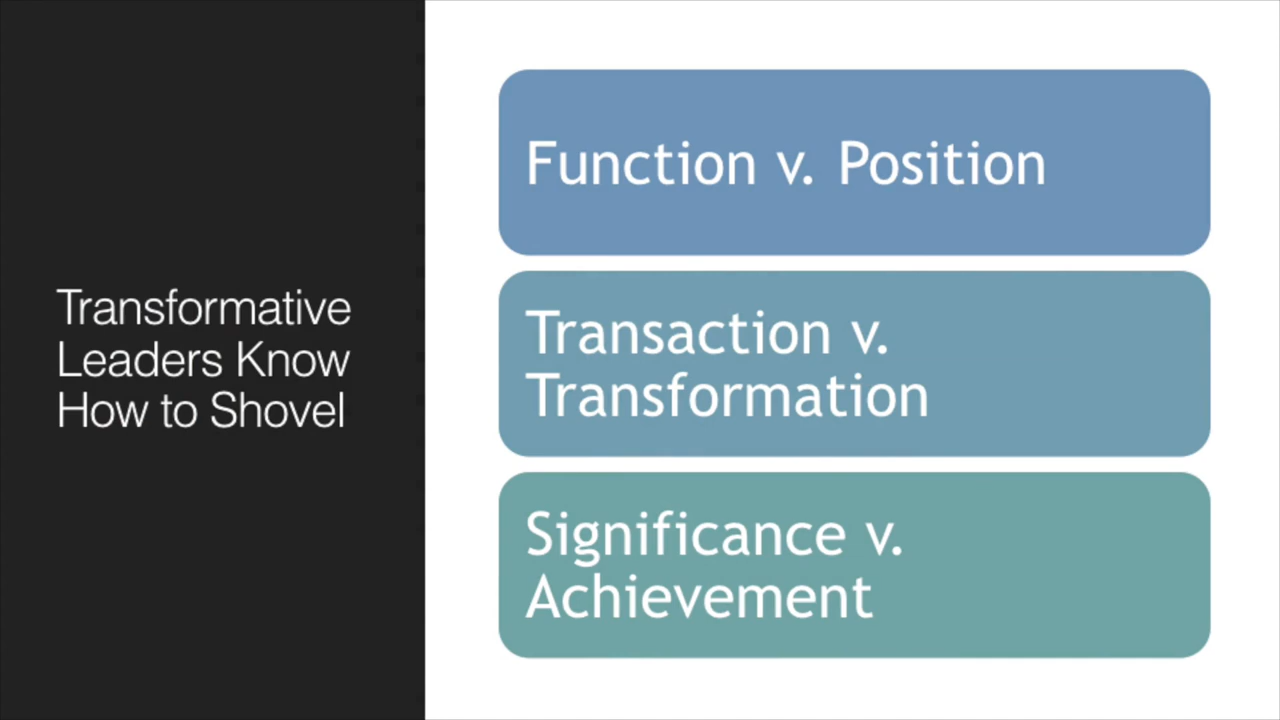 Transformative
Leaders Know
How to Shovel
Function v. Position
Transaction v.
Transformation
Significance v.
Achievement